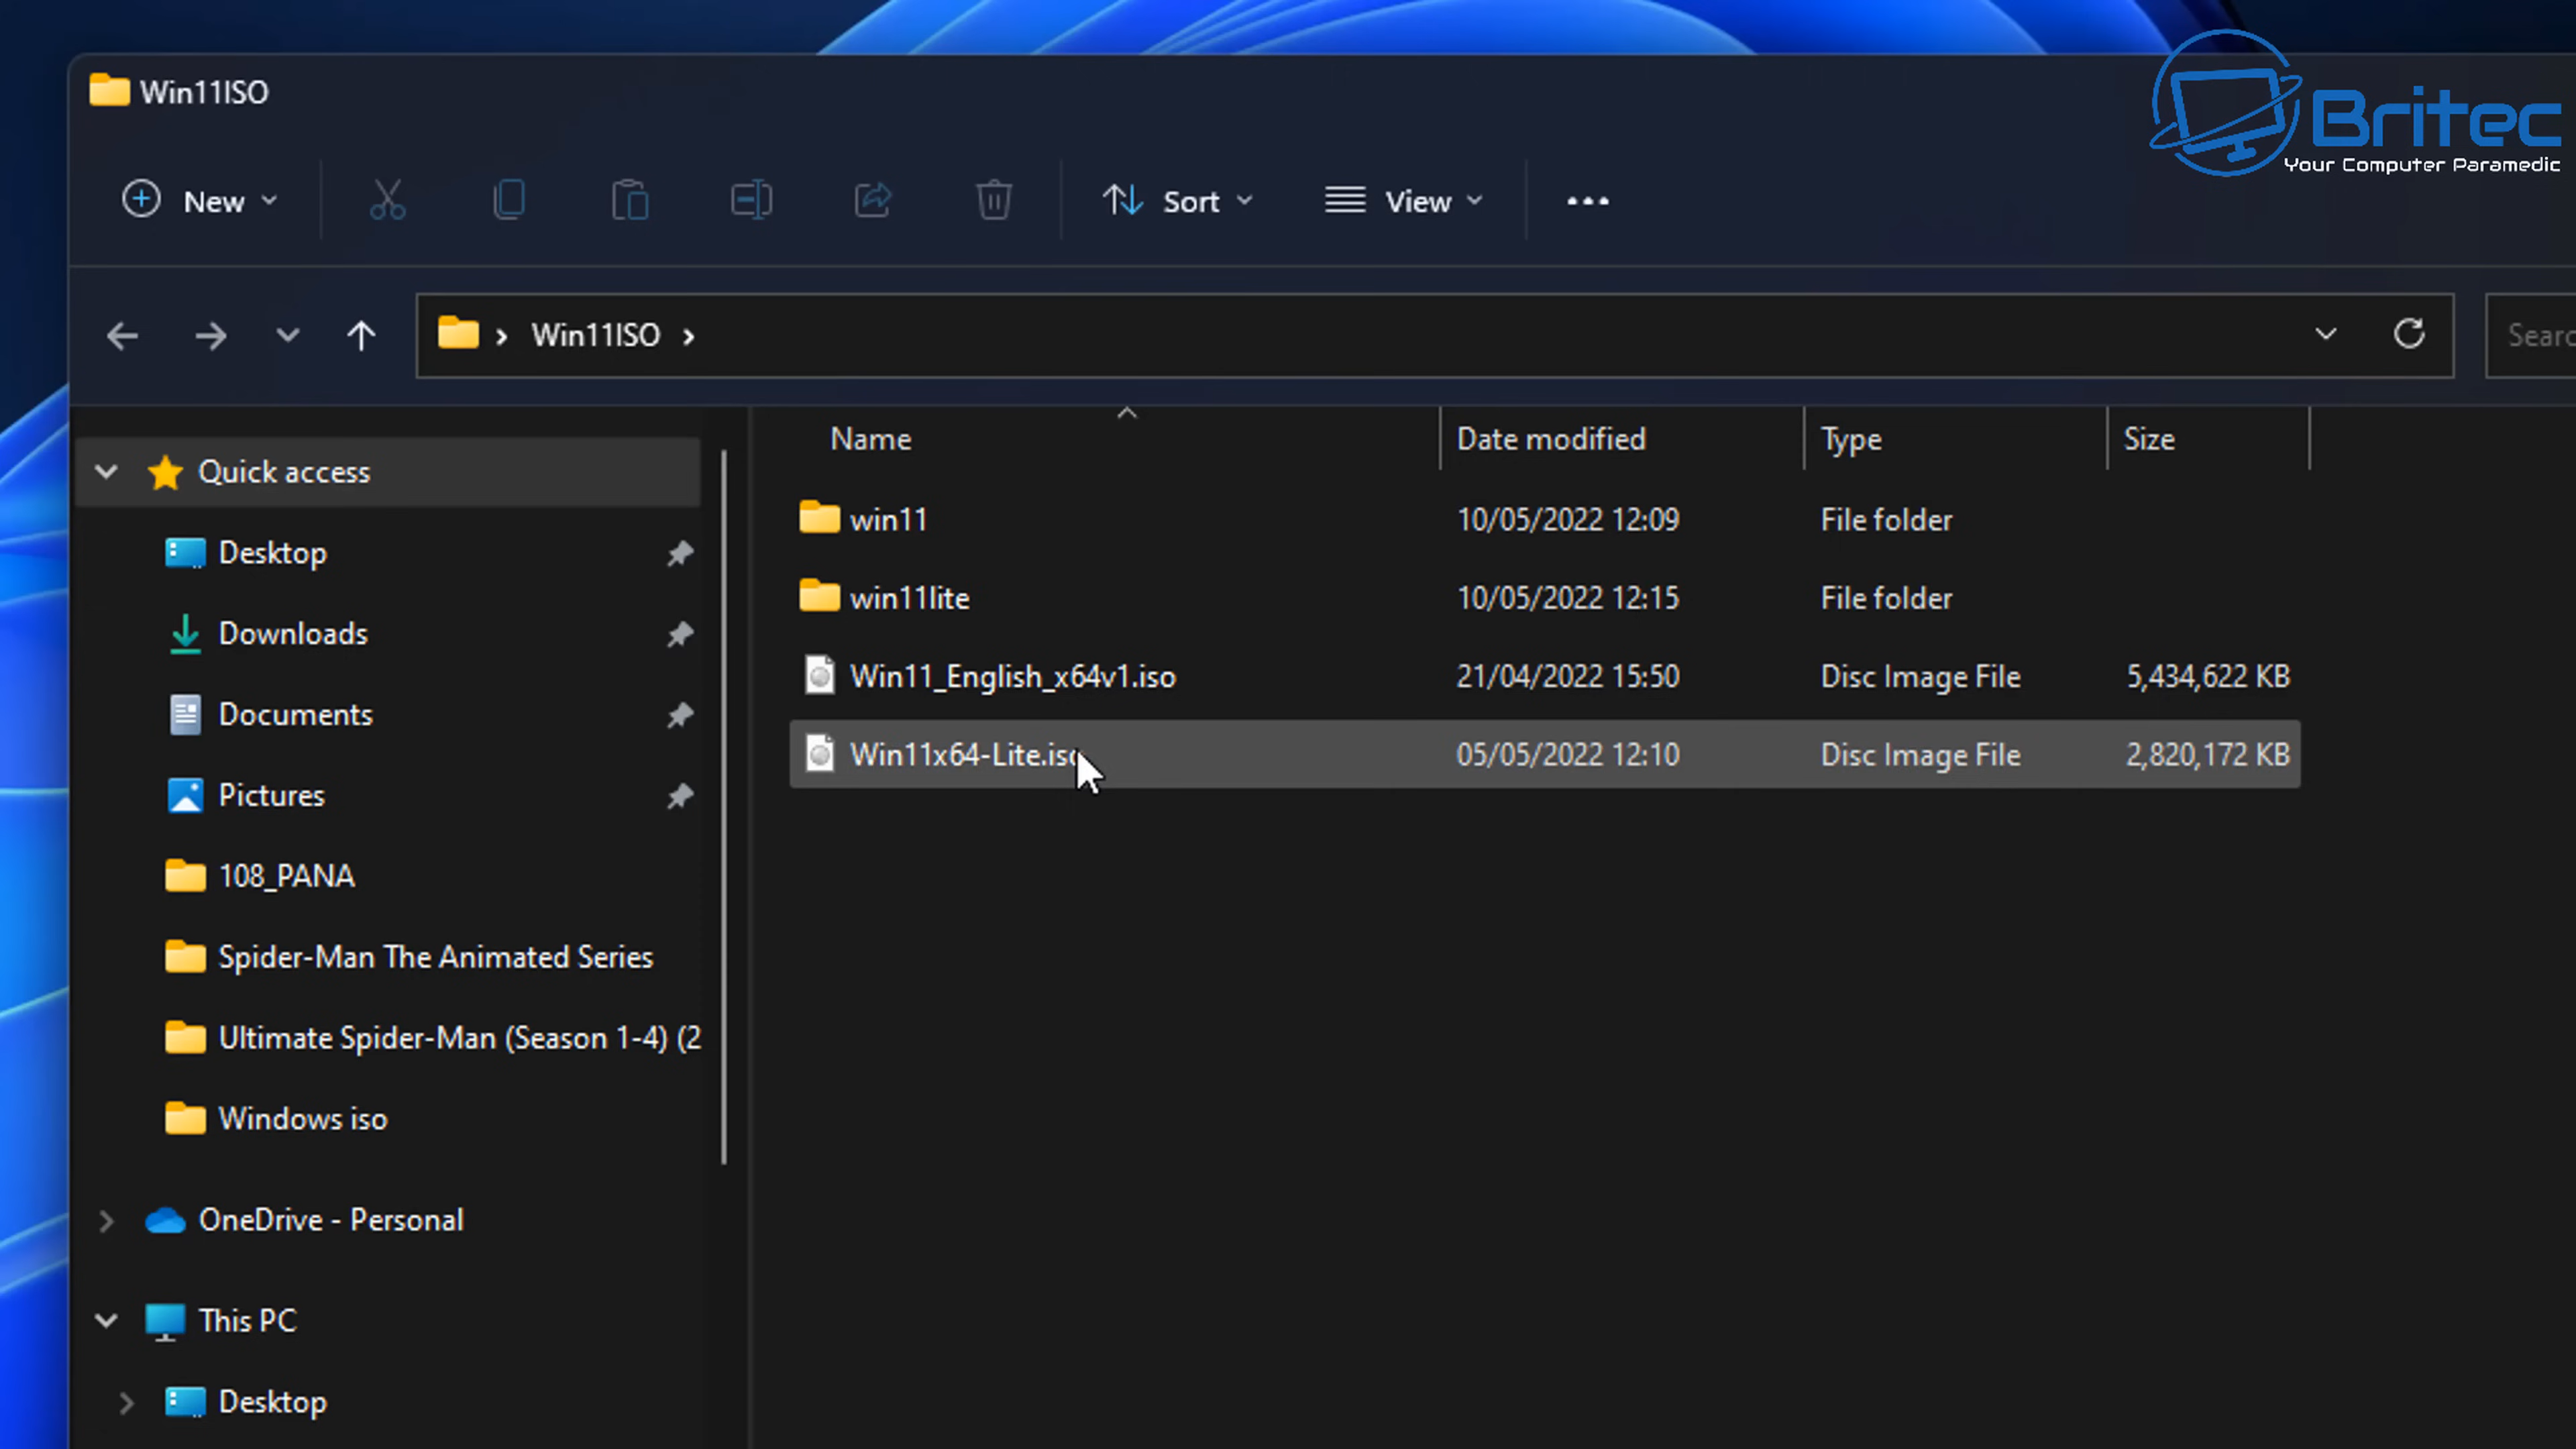 Win11ISO
Britec
Your Computer Paramedic
New
Sort
View
Win11ISO
Name Date modified Type Size
Quick access
Desktop
Downloads
Documents
Pictures
108_PANA
Spider-Man The Animated Series
Ultimate Spider-Man (Season 1-4) (2
Windows iso
OneDrive - Personal
This PC
Desktop
win11 10/05/2022 12:09 File folder
win11lite 10/05/2022 12:15 File folder
Win11_English_x64v1.iso 21/04/2022 15:50 Disc Image File 5,434,622 KB
Win11x64-Lite.iso 05/05/2022 12:10 Disc Image File 2,820,172 KB